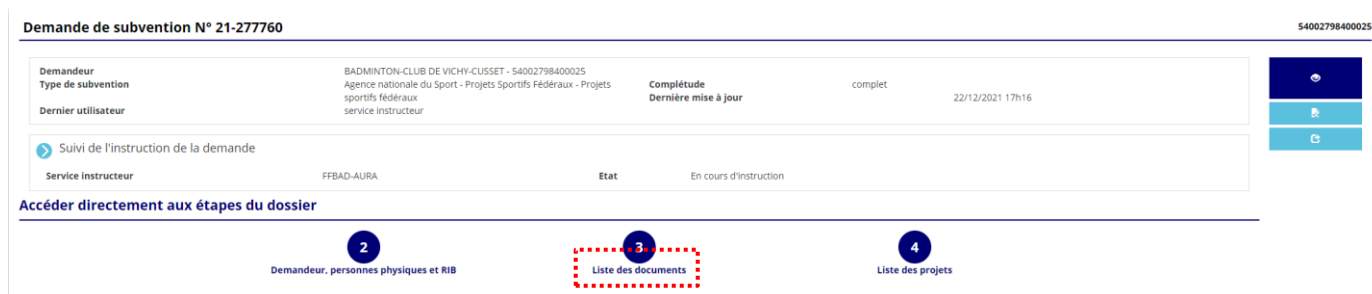 Demande de subvention N° 21-277760
54002798400025
Demandeur BADMINTON-CLUB DE VICHY-CUSSET - 54002798400025
Type de subvention Agence nationale du Sport - Projets Sportifs Fédéraux - Projets Complétude complet
sportifs fédéraux Dernière mise à jour 22/12/2021 17h16
Dernier utilisateur service instructeur
Suivi de l'instruction de la demande
Service instructeur FFBAD-AURA Etat En cours d'instruction
Accéder directement aux étapes du dossier
2 3 4
Demandeur, personnes physiques et RIB Liste des documents Liste des projets